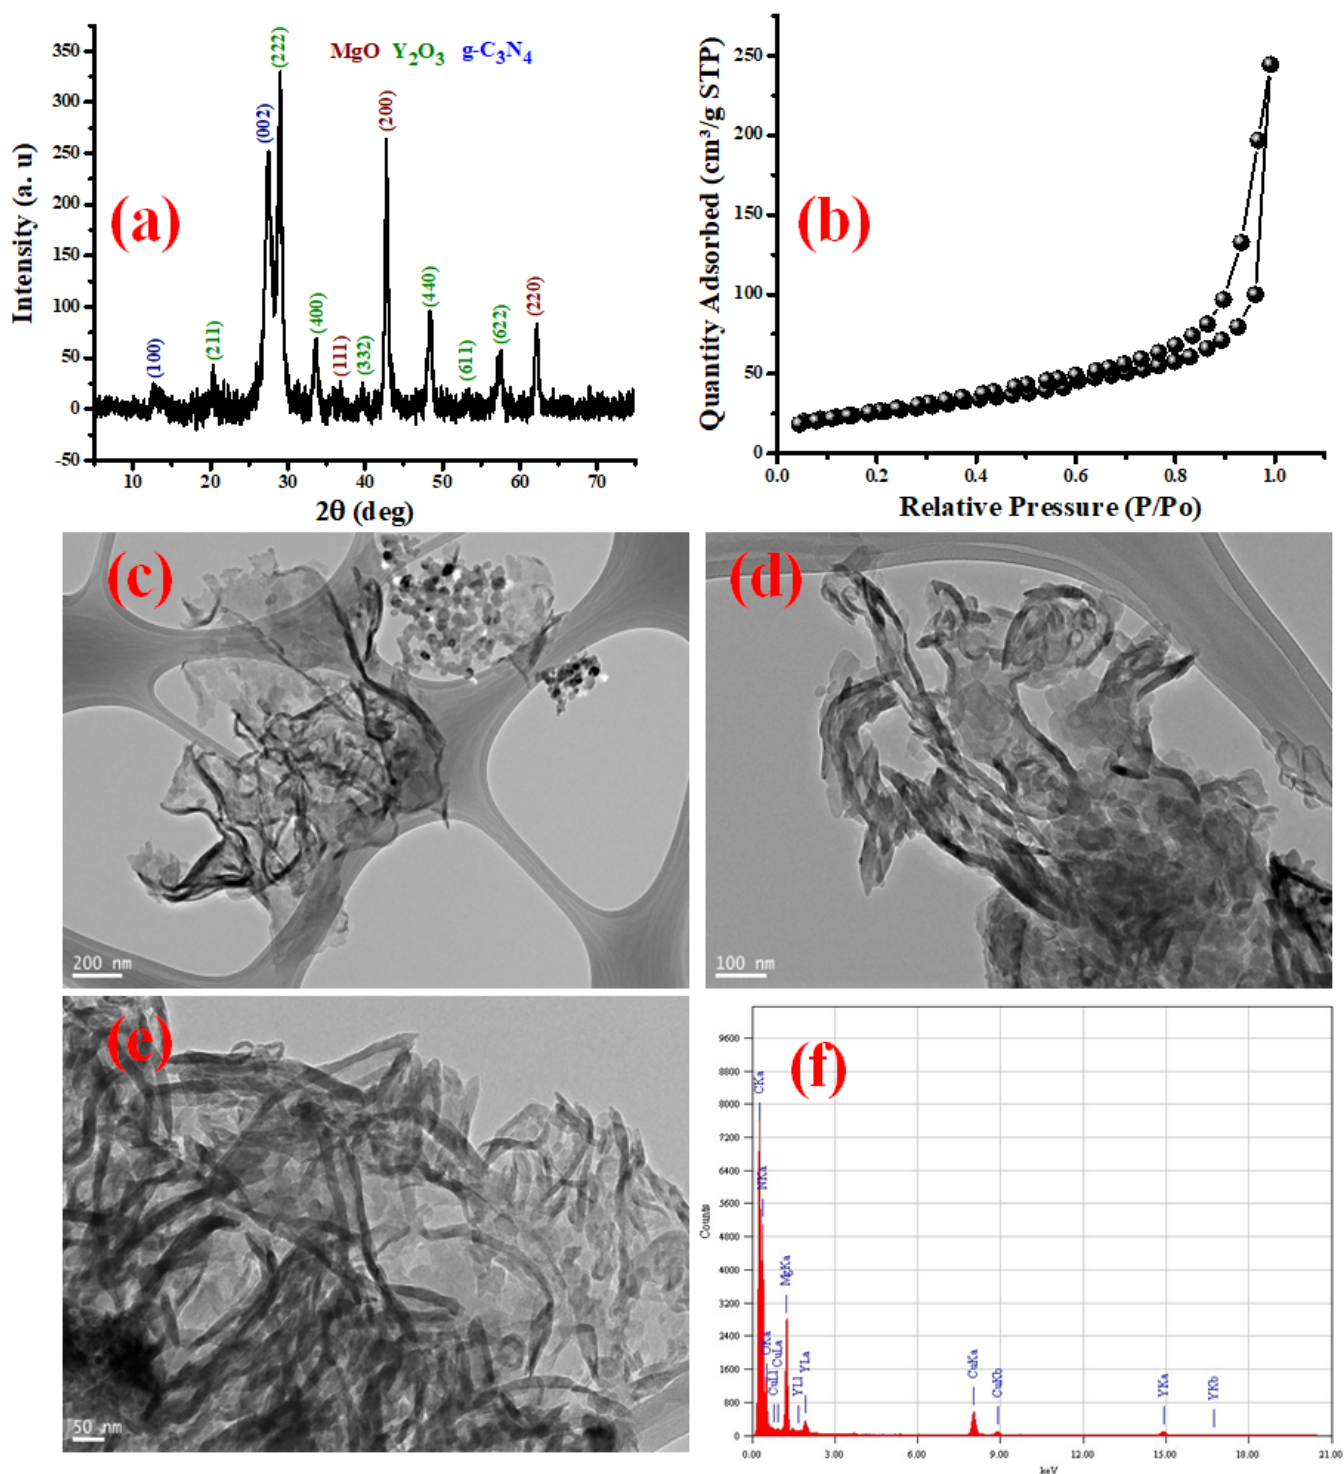 (a)
MgO Y₂O₃ g-C₃N₄
(100)
(211)
(002)
(222)
(400)
(111)
(332)
(200)
(440)
(611)
(622)
(220)
Intensity (a. u)
350
300
250
200
150
100
50
0
-50
10 20 30 40 50 60 70
2θ (deg)
(b)
Quantity Adsorbed (cm³/g STP)
250
200
150
100
50
0
0.0 0.2 0.4 0.6 0.8 1.0
Relative Pressure (P/Po)
(c)
200 nm
(d)
100 nm
(e)
50 nm
(f)
Counts
9600
8800
8000
7200
6400
5600
4800
4000
3200
2400
1600
800
0
CKa
NKa
OKa
CuLl
CuLa
MgKa
YLl
YLa
CuKa
CuKb
YKa
YKb
0.00 3.00 6.00 9.00 12.00 15.00 18.00 21.00
keV